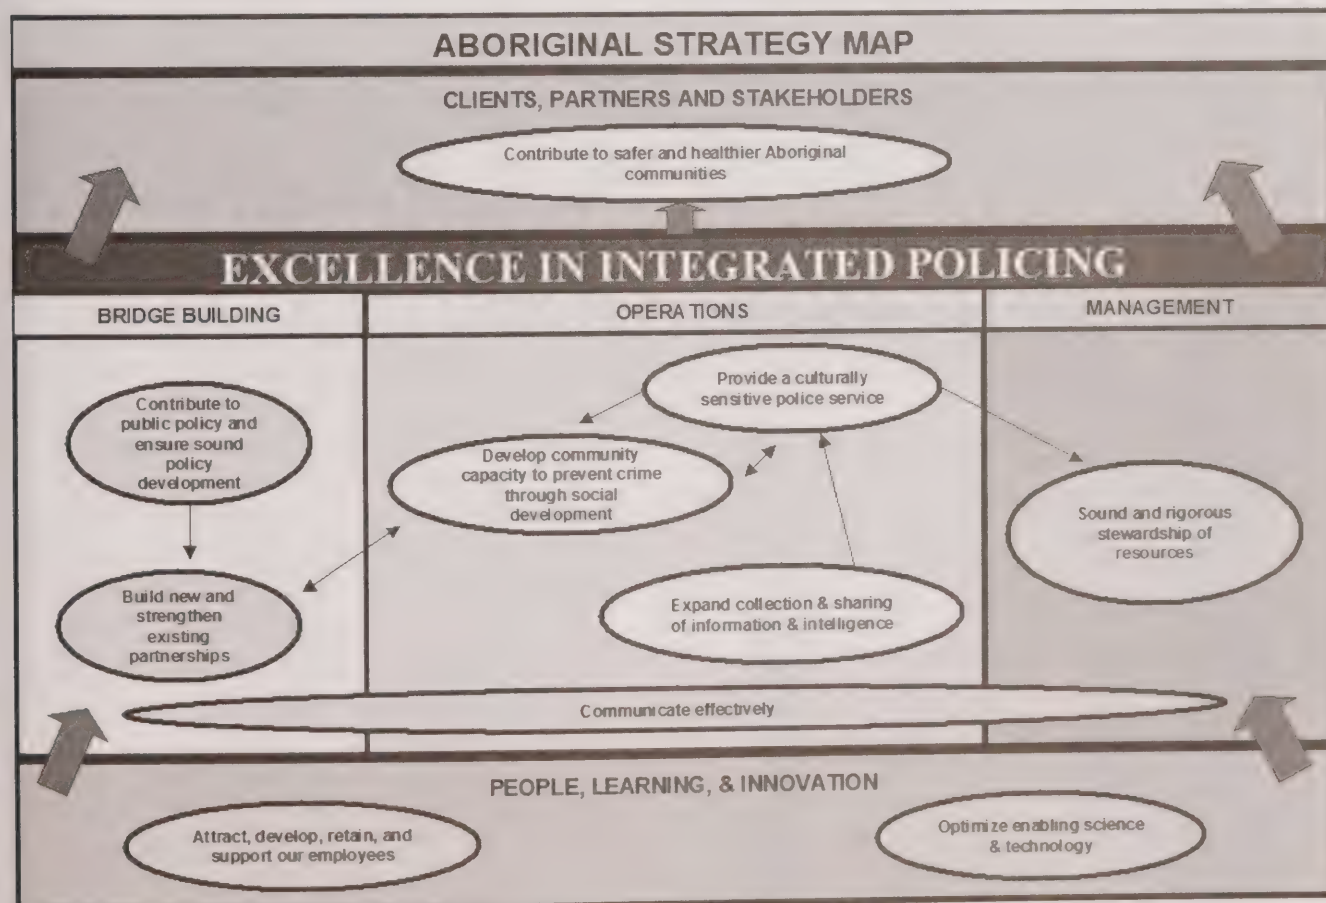 ABORIGINAL STRATEGY MAP
CLIENTS, PARTNERS AND STAKEHOLDERS
Contribute to safer and healthier Aboriginal
communities
EXCELLENCE IN INTEGRATED POLICING
BRIDGE BUILDING
OPERATIONS
MANAGEMENT
Contribute to
public policy and
ensure sound
policy
development
Build new and
strengthen
existing
partnerships
Provide a culturally
sensitive police service
Develop community
capacity to prevent crime
through social
development
Expand collection & sharing
of information & intelligence
Sound and rigorous
stewardship of
resources
Communicate effectively
PEOPLE, LEARNING, & INNOVATION
Attract, develop, retain, and
support our employees
Optimize enabling science
& technology